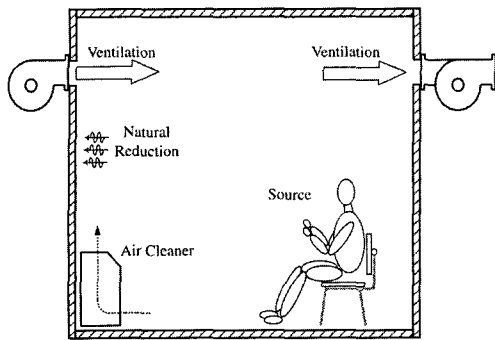 Ventilation
Ventilation
Natural
Reduction
Source
Air Cleaner